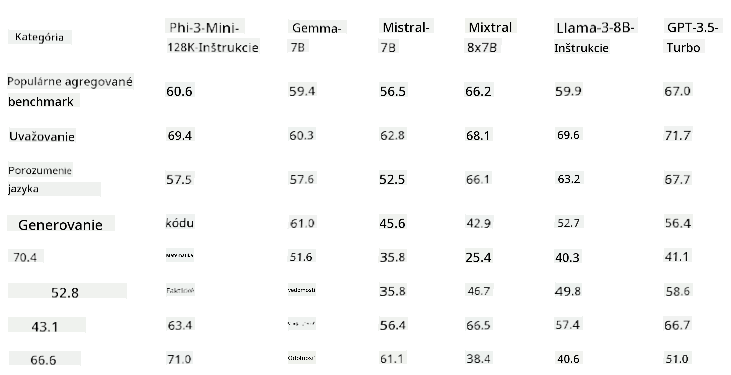 Kategória Phi-3-Mini- Gemma- Mistral- Mixtral Llama-3-8B- GPT-3.5-
128K-Inštrukcie 7B 7B 8x7B Inštrukcie Turbo
Populárne agregované
benchmark 60.6 59.4 56.5 66.2 59.9 67.0
Uvažovanie 69.4 60.3 62.8 68.1 69.6 71.7
Porozumenie
jazyka 57.5 57.6 52.5 66.1 63.2 67.7
Generovanie kódu 61.0 45.6 42.9 52.7 56.4
70.4 51.6 35.8 25.4 40.3 41.1
52.8 Faktické vedomosti 35.8 46.7 49.8 58.6
43.1 63.4 56.4 66.5 57.4 66.7
66.6 71.0 Odolnosť 61.1 38.4 40.6 51.0